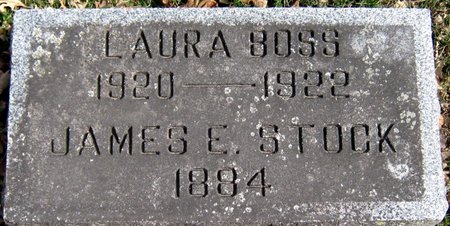 LAURA BOSS
1920 — 1922
JAMES E. STOCK
1884